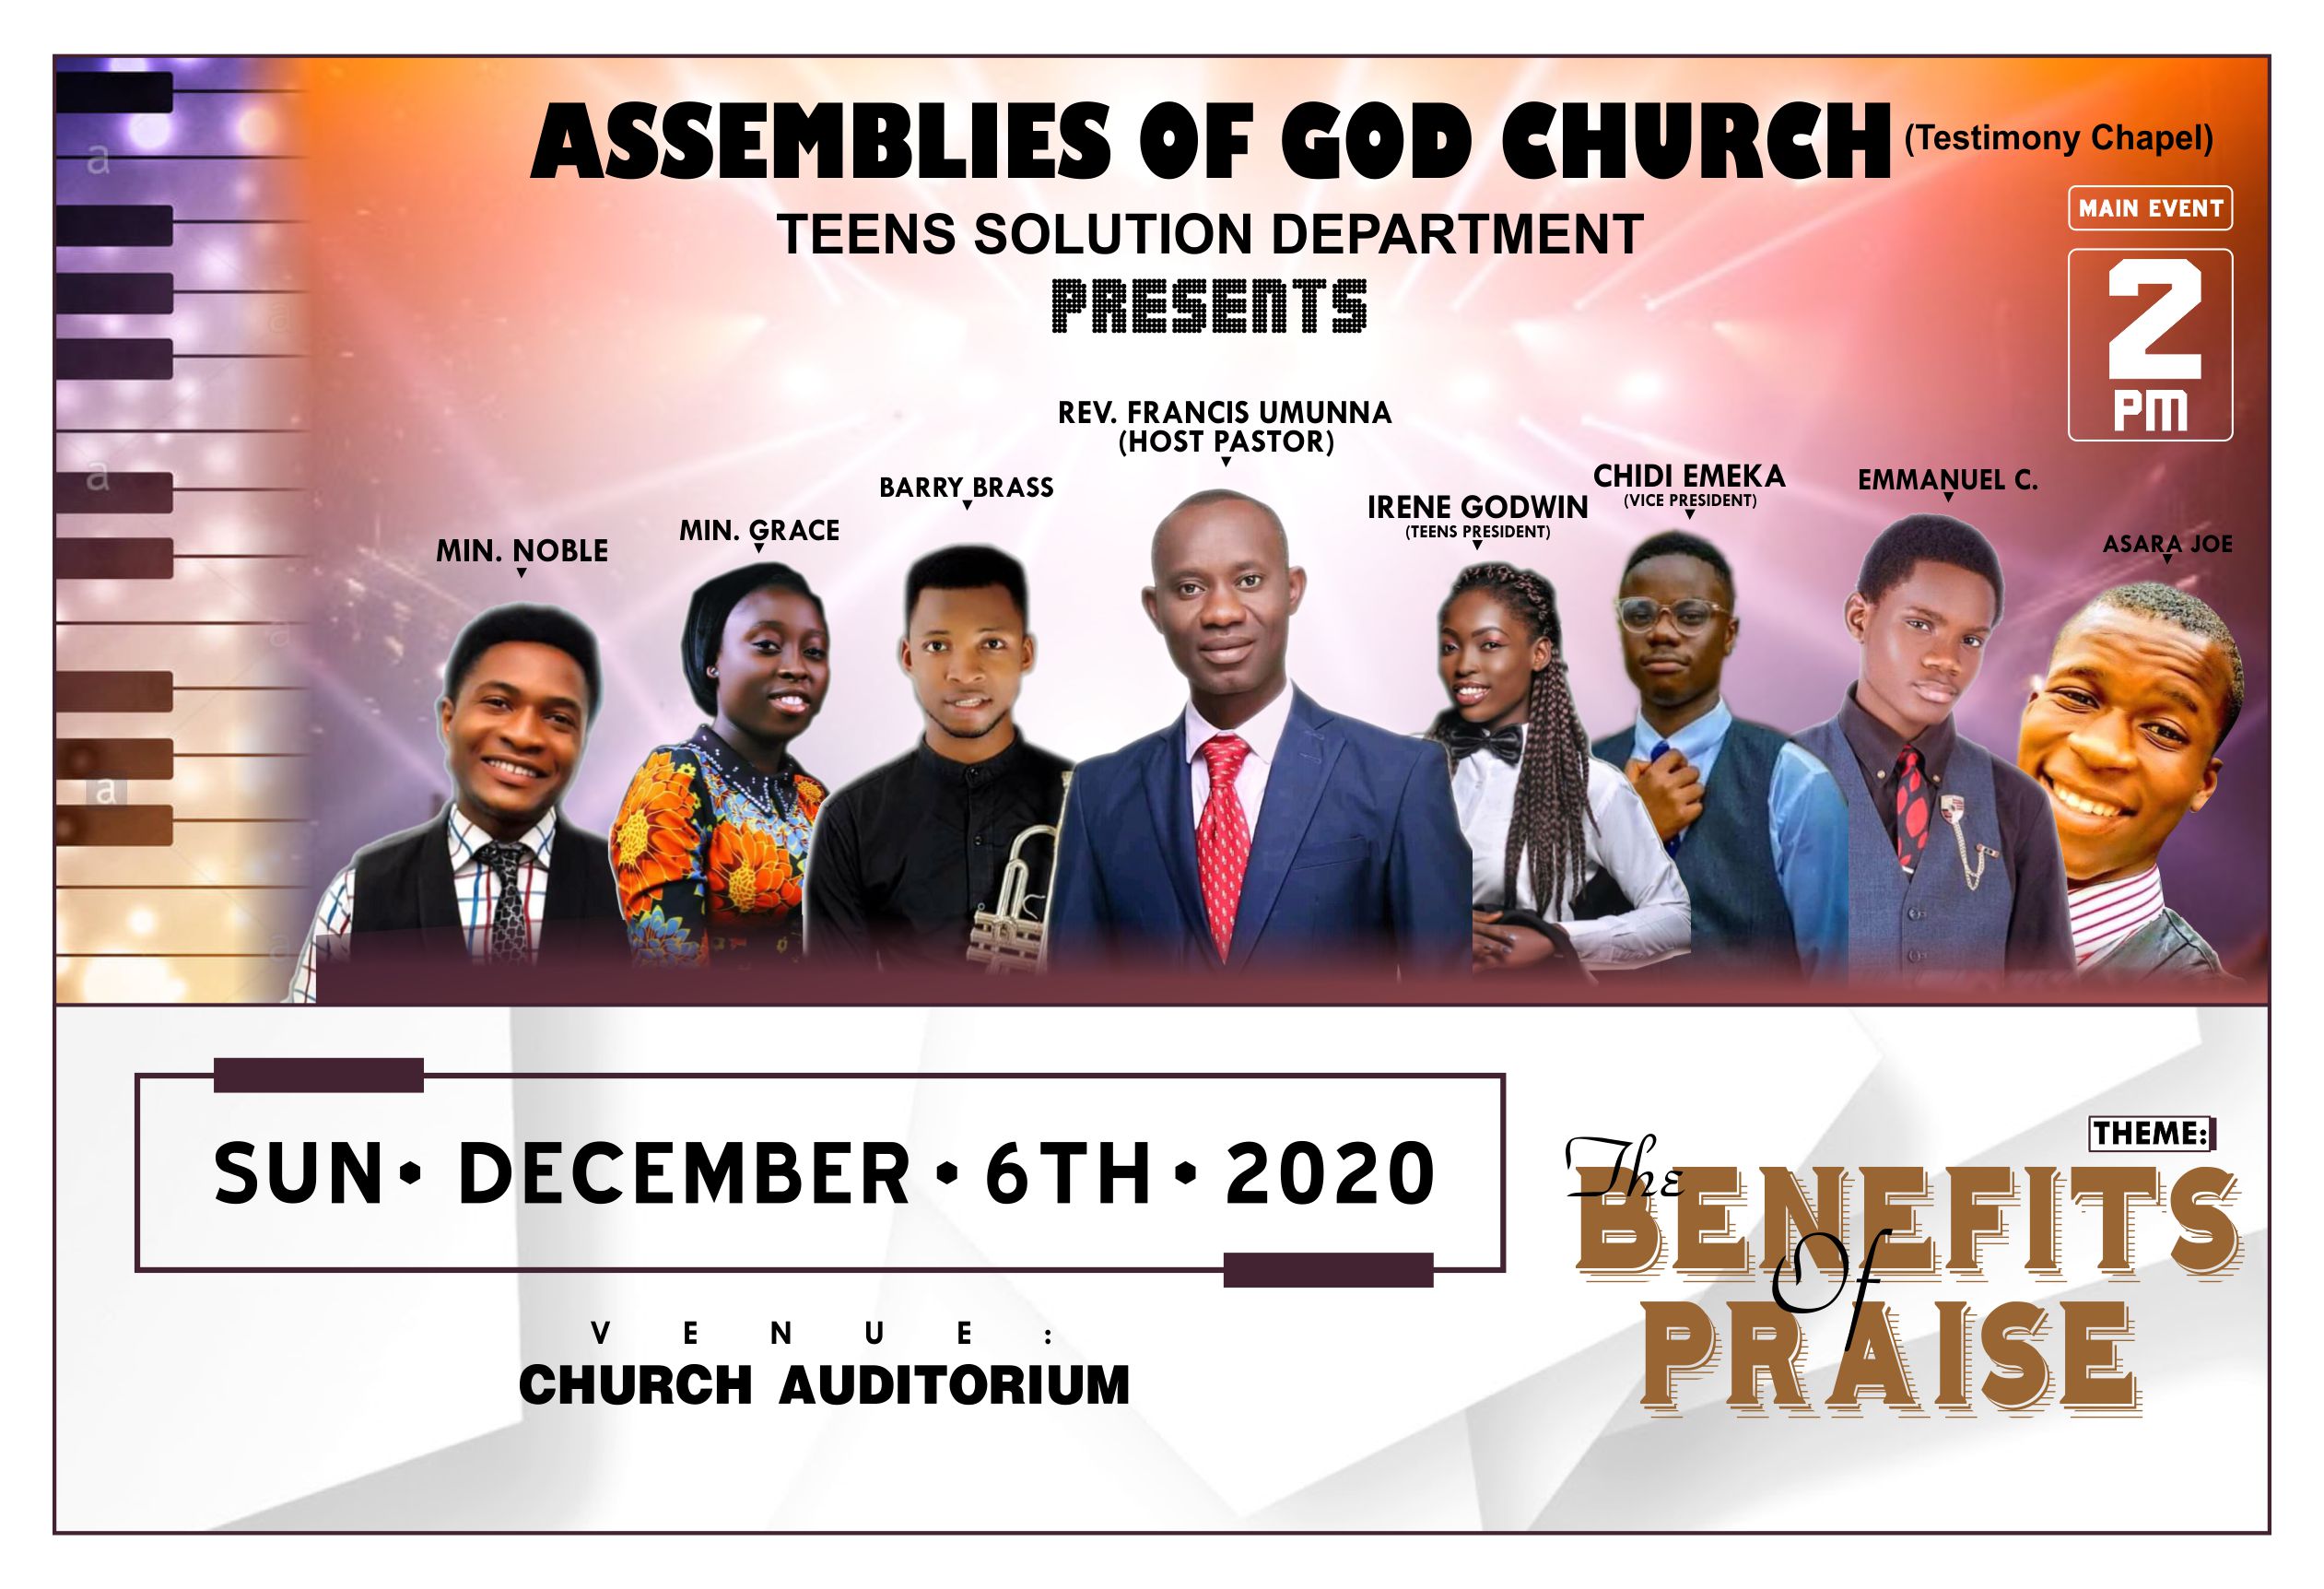 ASSEMBLIES OF GOD CHURCH (Testimony Chapel)
TEENS SOLUTION DEPARTMENT
PRESENTS
MAIN EVENT
2
PM
REV. FRANCIS UMUNNA
(HOST PASTOR)
MIN. NOBLE
MIN. GRACE
BARRY BRASS
IRENE GODWIN
(TEENS PRESIDENT)
CHIDI EMEKA
(VICE PRESIDENT)
EMMANUEL C.
ASARA JOE
a
a
a
SUN• DECEMBER • 6TH • 2020
VENUE:
CHURCH AUDITORIUM
THEME:
The
BENEFITS
Of
PRAISE